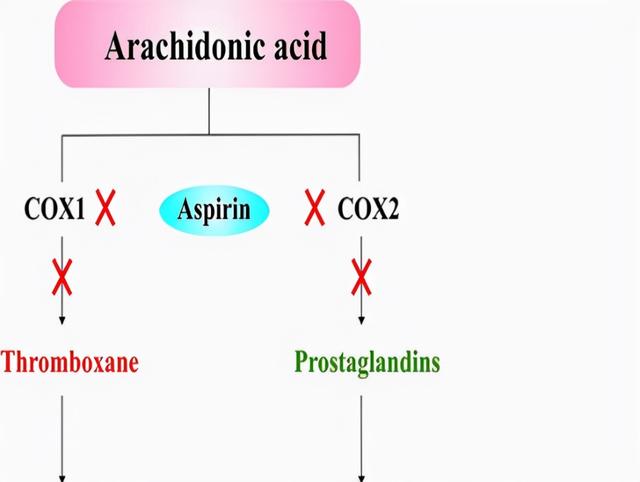 Arachidonic acid
COX1
Aspirin
COX2
Thromboxane
Prostaglandins